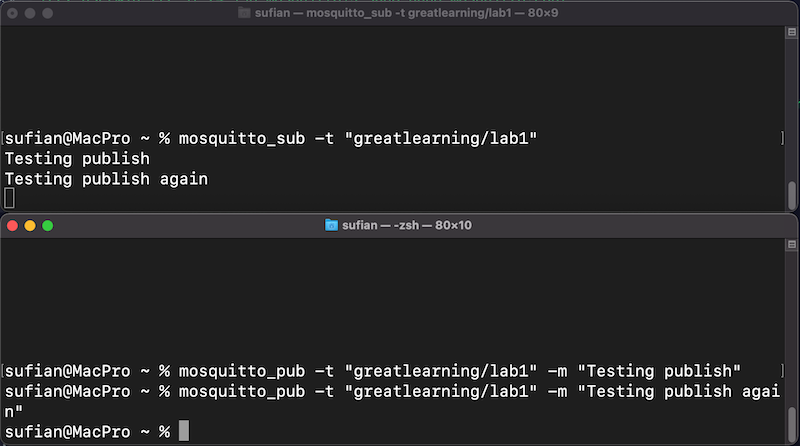 sufian — mosquitto_sub -t greatlearning/lab1 — 80×9
sufian@MacPro ~ % mosquitto_sub -t "greatlearning/lab1"
Testing publish
Testing publish again
sufian — -zsh — 80×10
sufian@MacPro ~ % mosquitto_pub -t "greatlearning/lab1" -m "Testing publish"
sufian@MacPro ~ % mosquitto_pub -t "greatlearning/lab1" -m "Testing publish agai
n"
sufian@MacPro ~ %